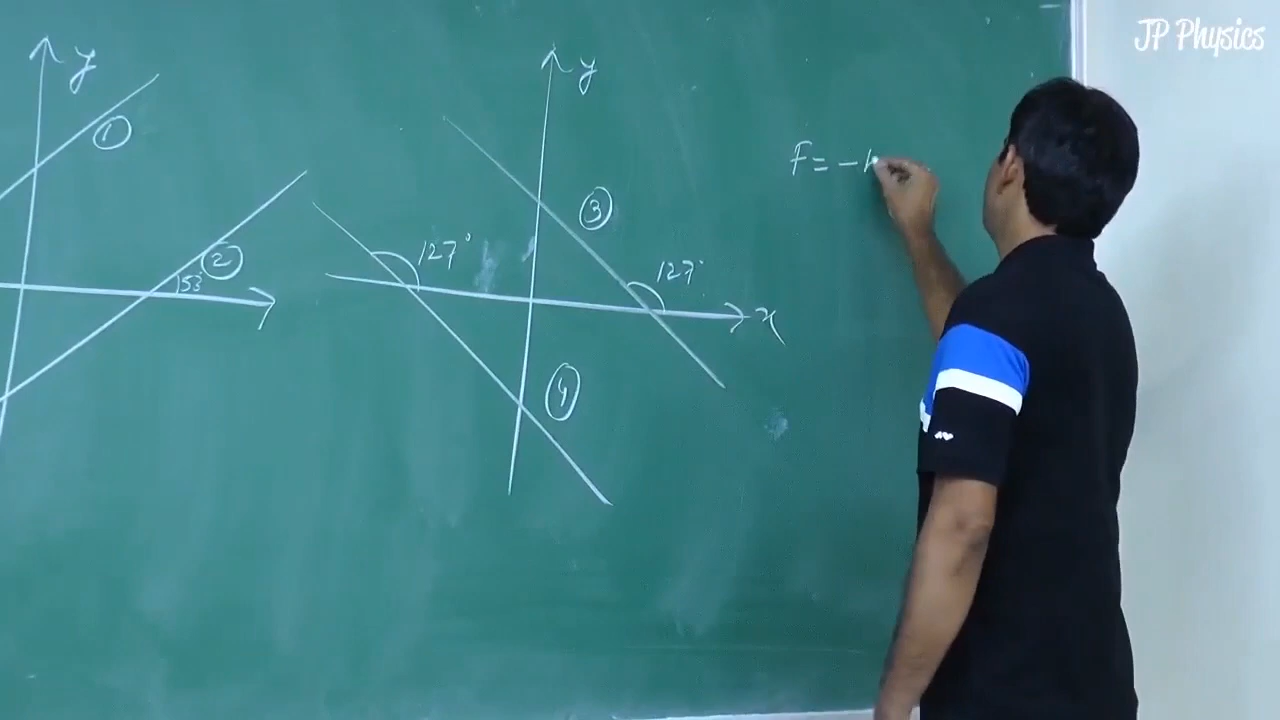 JP Physics
y
①
②
53°
y
③
127°
127°
x
④
F = -